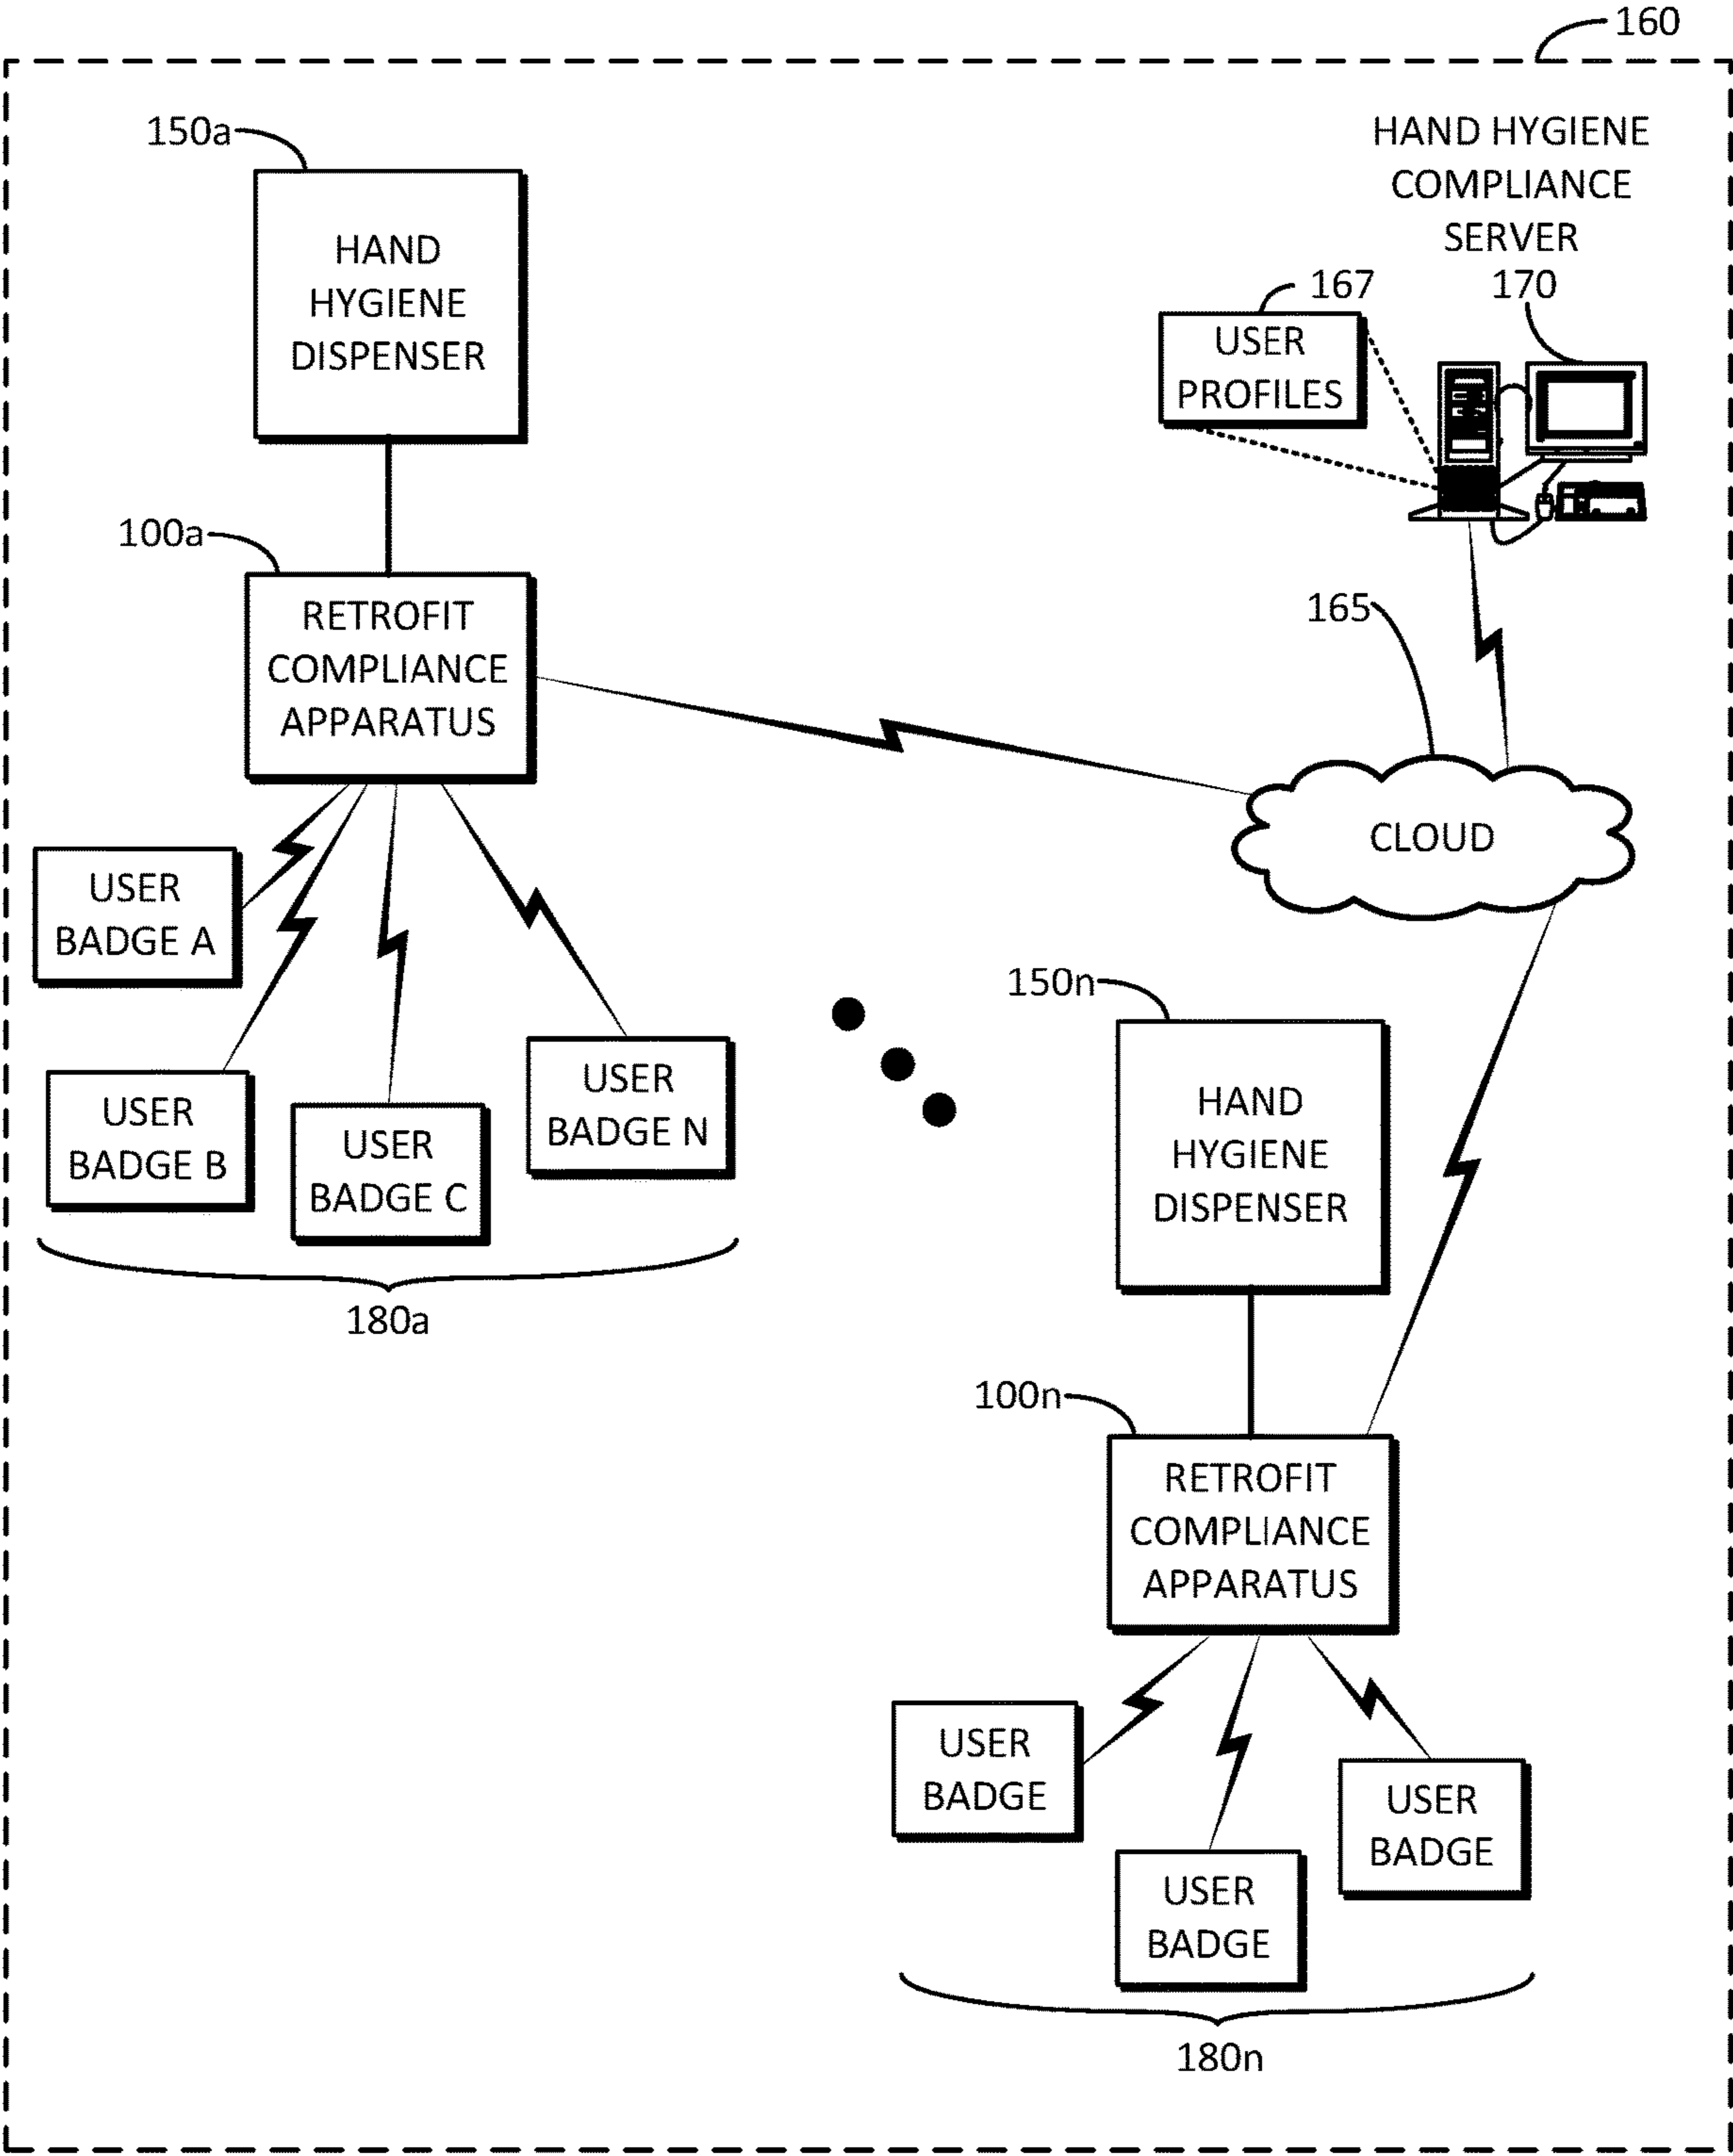 160
150a
HAND
HYGIENE
DISPENSER
HAND HYGIENE
COMPLIANCE
SERVER
167
170
USER
PROFILES
100a
RETROFIT
COMPLIANCE
APPARATUS
165
CLOUD
USER
BADGE A
USER
BADGE B
USER
BADGE C
USER
BADGE N
180a
150n
HAND
HYGIENE
DISPENSER
100n
RETROFIT
COMPLIANCE
APPARATUS
USER
BADGE
USER
BADGE
USER
BADGE
180n